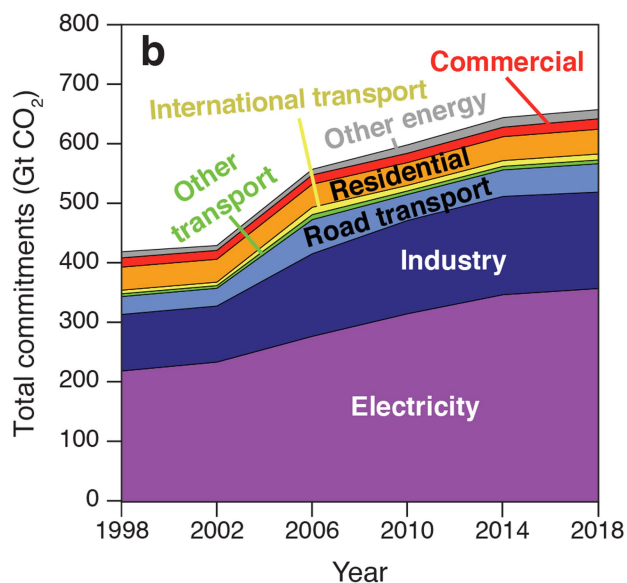 b
Total commitments (Gt CO₂)
800
700
600
500
400
300
200
100
0
Commercial
International transport
Other energy
Other
transport
Residential
Road transport
Industry
Electricity
1998
2002
2006
2010
2014
2018
Year